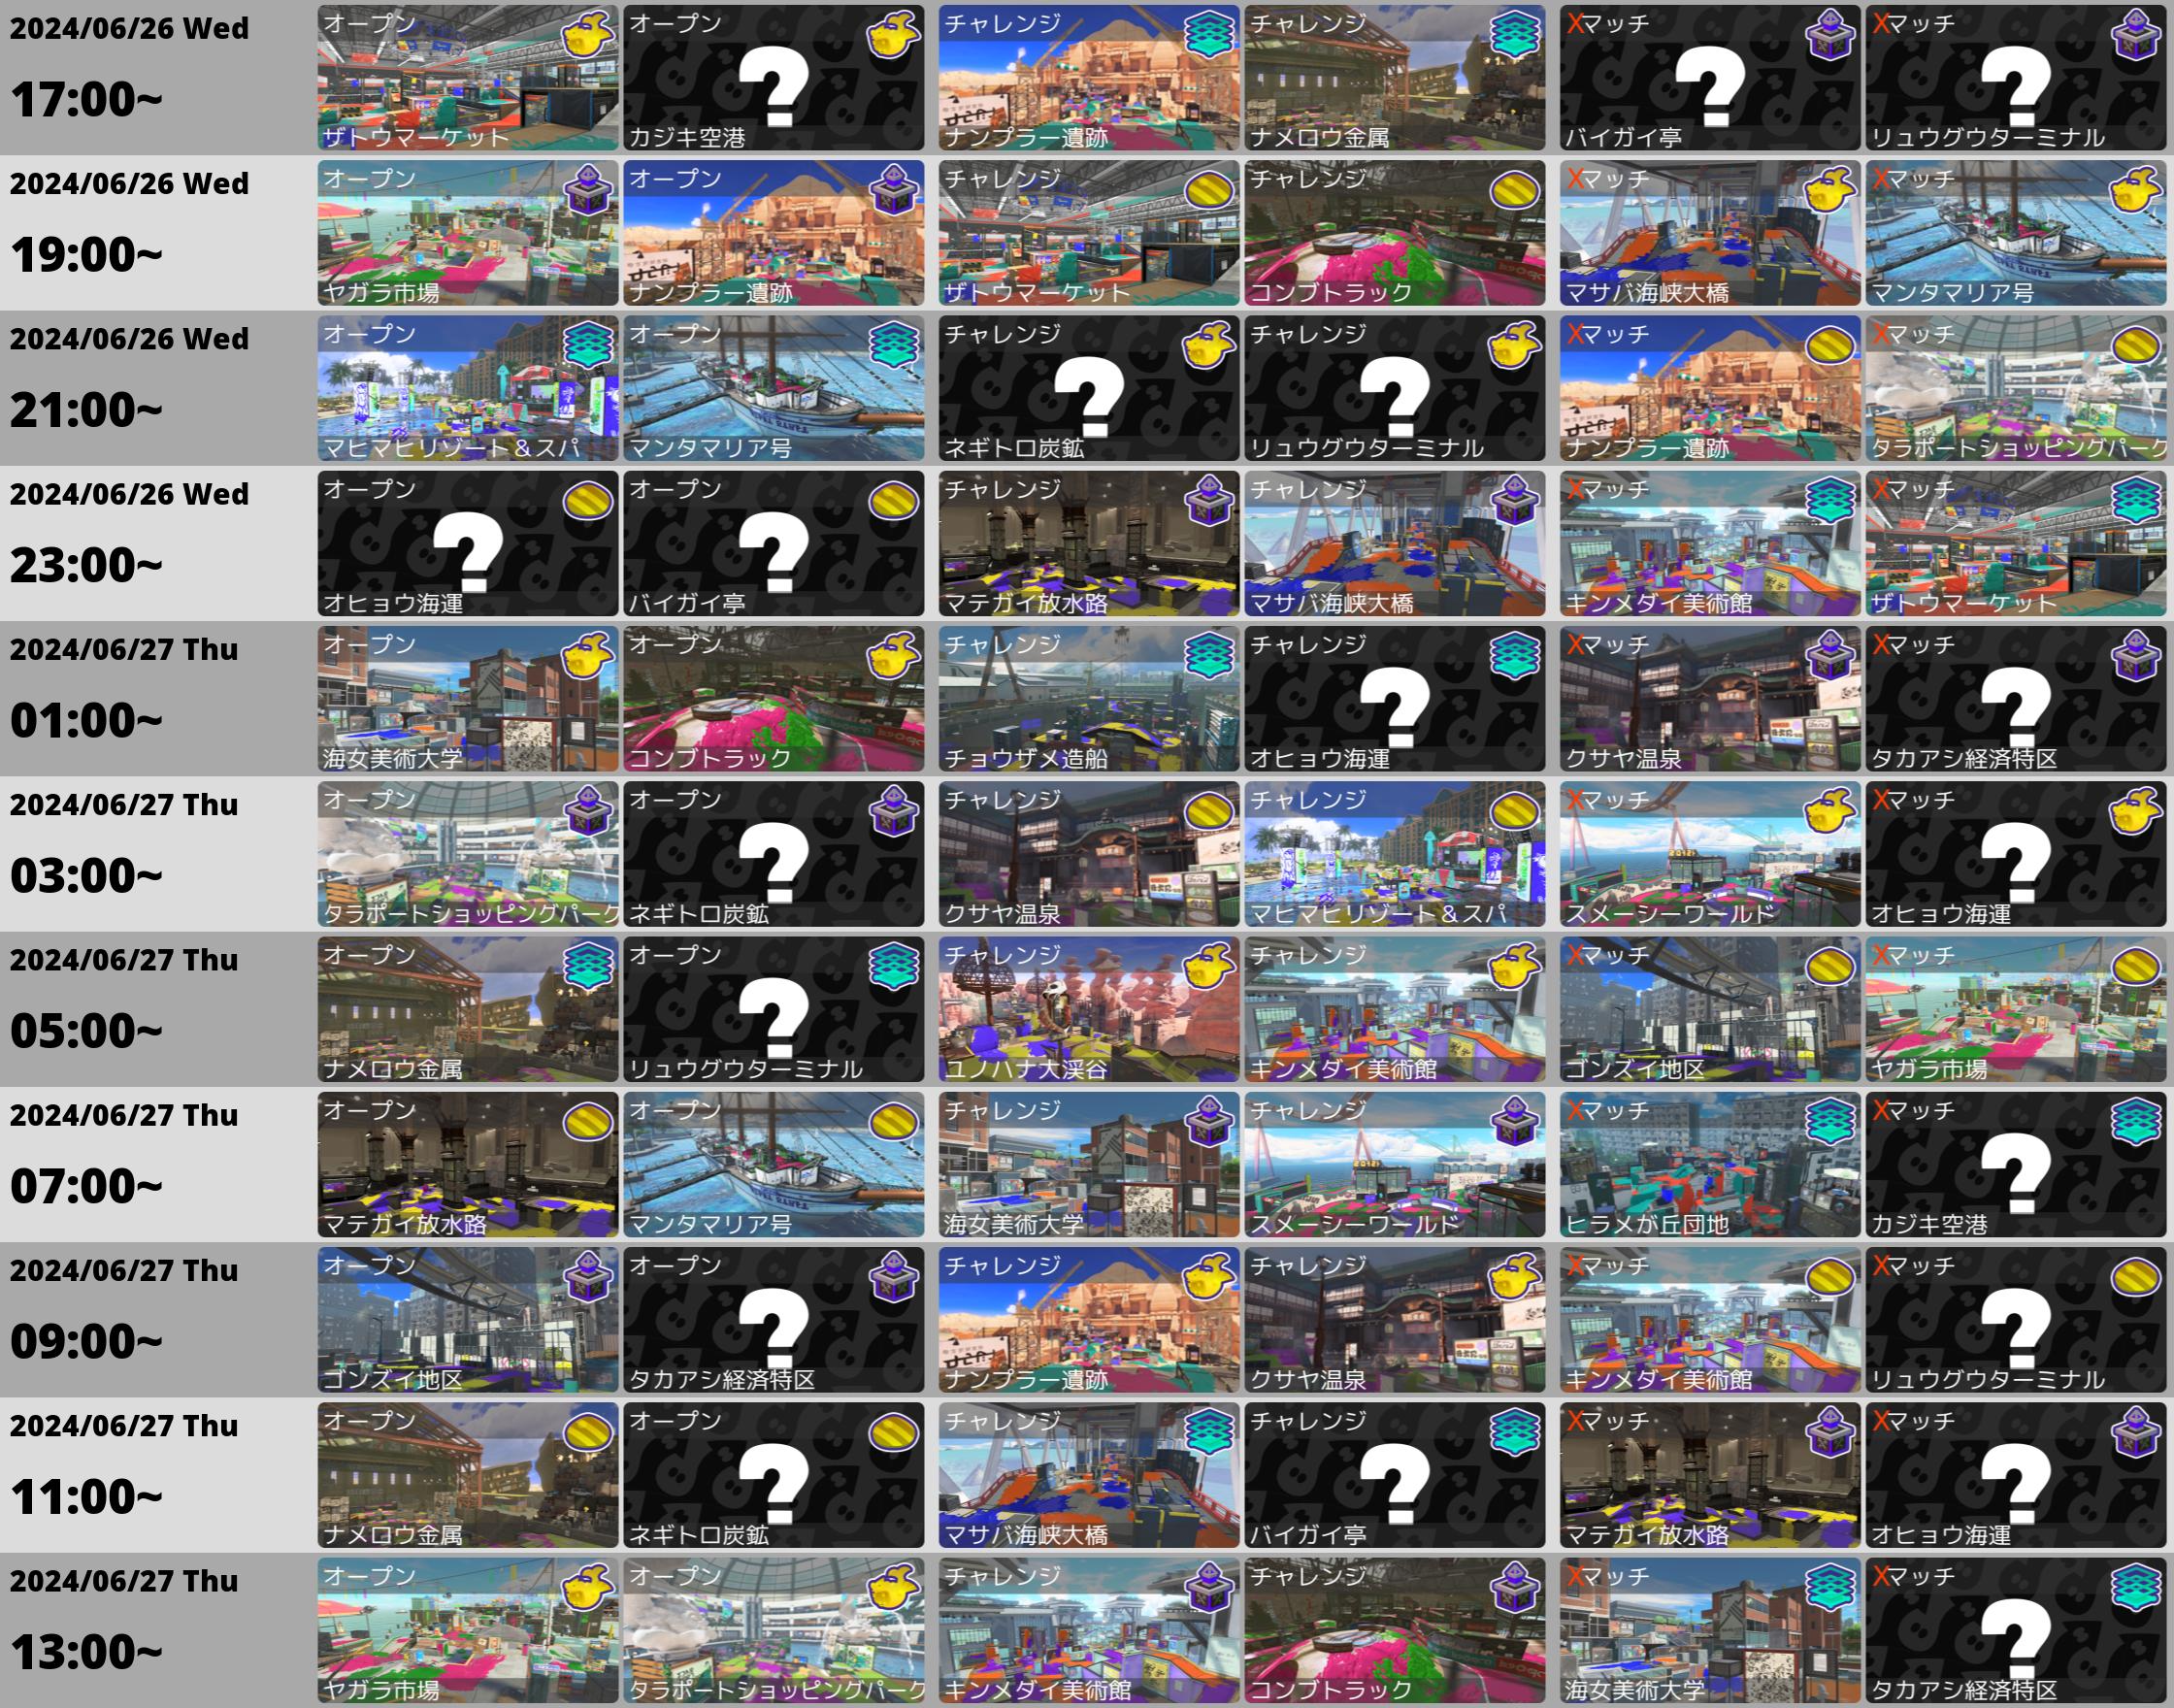 2024/06/26 Wed
17:00~
オープン オープン チャレンジ チャレンジ Xマッチ Xマッチ
ザトウマーケット カジキ空港 ナンプラー遺跡 ナメロウ金属 バイガイ亭 リュウグウターミナル
2024/06/26 Wed
19:00~
オープン オープン チャレンジ チャレンジ Xマッチ Xマッチ
ヤガラ市場 ナンプラー遺跡 ザトウマーケット コンブトラック マサバ海峡大橋 マンタマリア号
2024/06/26 Wed
21:00~
オープン オープン チャレンジ チャレンジ Xマッチ Xマッチ
マヒマヒリゾート&スパ マンタマリア号 ネギトロ炭鉱 リュウグウターミナル ナンプラー遺跡 タラポートショッピングパーク
2024/06/26 Wed
23:00~
オープン オープン チャレンジ チャレンジ Xマッチ Xマッチ
オヒョウ海運 バイガイ亭 マテガイ放水路 マサバ海峡大橋 キンメダイ美術館 ザトウマーケット
2024/06/27 Thu
01:00~
オープン オープン チャレンジ チャレンジ Xマッチ Xマッチ
海女美術大学 コンブトラック チョウザメ造船 オヒョウ海運 クサヤ温泉 タカアシ経済特区
2024/06/27 Thu
03:00~
オープン オープン チャレンジ チャレンジ Xマッチ Xマッチ
タラポートショッピングパーク ネギトロ炭鉱 クサヤ温泉 マヒマヒリゾート&スパ スメーシーワールド オヒョウ海運
2024/06/27 Thu
05:00~
オープン オープン チャレンジ チャレンジ Xマッチ Xマッチ
ナメロウ金属 リュウグウターミナル ユノハナ大渓谷 キンメダイ美術館 ゴンズイ地区 ヤガラ市場
2024/06/27 Thu
07:00~
オープン オープン チャレンジ チャレンジ Xマッチ Xマッチ
マテガイ放水路 マンタマリア号 海女美術大学 スメーシーワールド ヒラメが丘団地 カジキ空港
2024/06/27 Thu
09:00~
オープン オープン チャレンジ チャレンジ Xマッチ Xマッチ
ゴンズイ地区 タカアシ経済特区 ナンプラー遺跡 クサヤ温泉 キンメダイ美術館 リュウグウターミナル
2024/06/27 Thu
11:00~
オープン オープン チャレンジ チャレンジ Xマッチ Xマッチ
ナメロウ金属 ネギトロ炭鉱 マサバ海峡大橋 バイガイ亭 マテガイ放水路 オヒョウ海運
2024/06/27 Thu
13:00~
オープン オープン チャレンジ チャレンジ Xマッチ Xマッチ
ヤガラ市場 タラポートショッピングパーク キンメダイ美術館 コンブトラック 海女美術大学 タカアシ経済特区